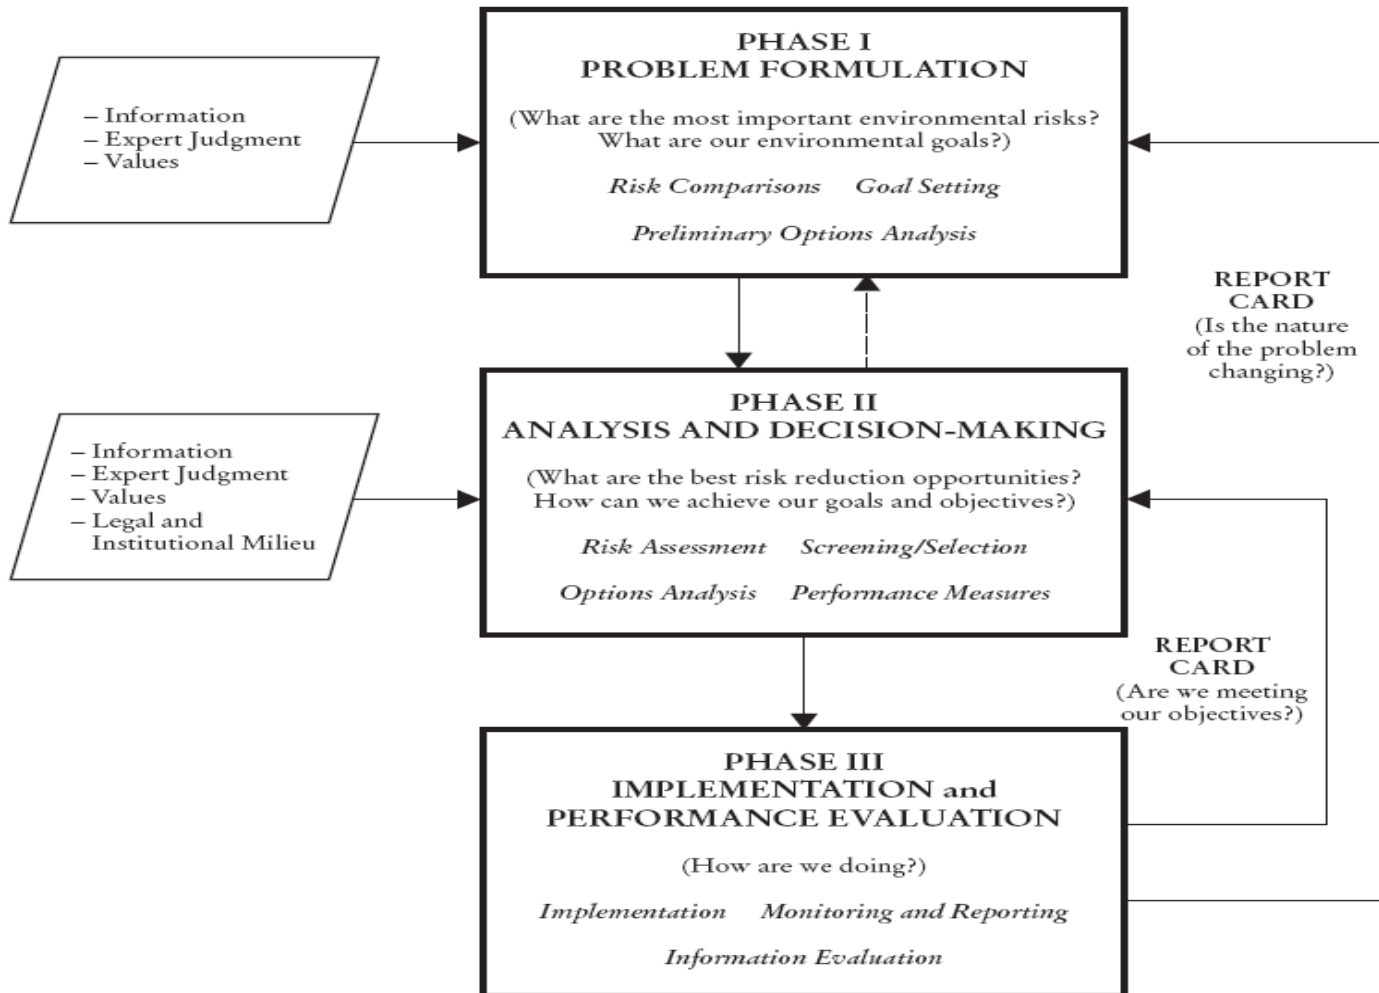 PHASE I
PROBLEM FORMULATION
(What are the most important environmental risks?
What are our environmental goals?)
Risk Comparisons Goal Setting
Preliminary Options Analysis
– Information
– Expert Judgment
– Values
REPORT
CARD
(Is the nature
of the problem
changing?)
PHASE II
ANALYSIS AND DECISION-MAKING
(What are the best risk reduction opportunities?
How can we achieve our goals and objectives?)
Risk Assessment Screening/Selection
Options Analysis Performance Measures
– Information
– Expert Judgment
– Values
– Legal and
Institutional Milieu
REPORT
CARD
(Are we meeting
our objectives?)
PHASE III
IMPLEMENTATION and
PERFORMANCE EVALUATION
(How are we doing?)
Implementation Monitoring and Reporting
Information Evaluation